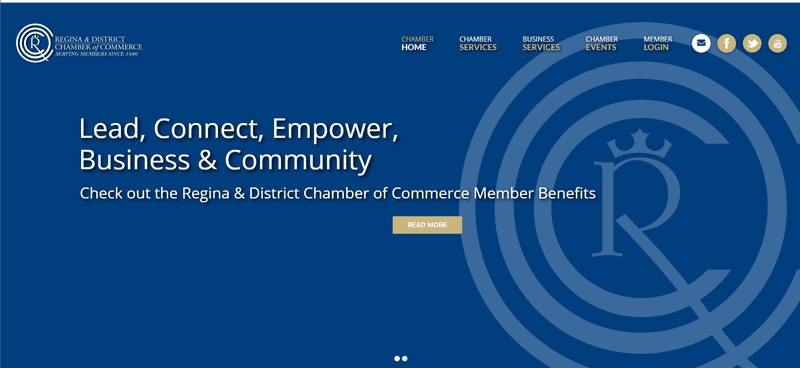 REGINA & DISTRICT
CHAMBER of COMMERCE
SERVING MEMBERS SINCE 1886
CHAMBER
HOME
CHAMBER
SERVICES
BUSINESS
SERVICES
CHAMBER
EVENTS
MEMBER
LOGIN
Lead, Connect, Empower,
Business & Community
Check out the Regina & District Chamber of Commerce Member Benefits
READ MORE
R